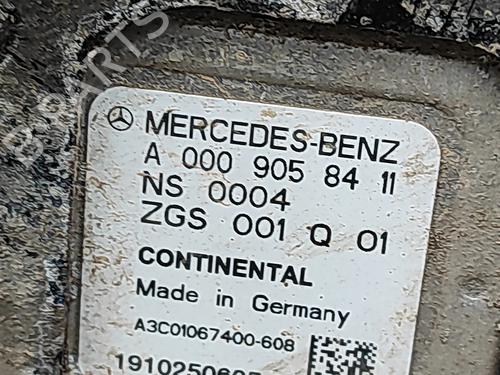 MERCEDES-BENZ
A 000 905 84 11
NS 0004
ZGS 001 Q 01
CONTINENTAL
Made in Germany
A3C01067400-608